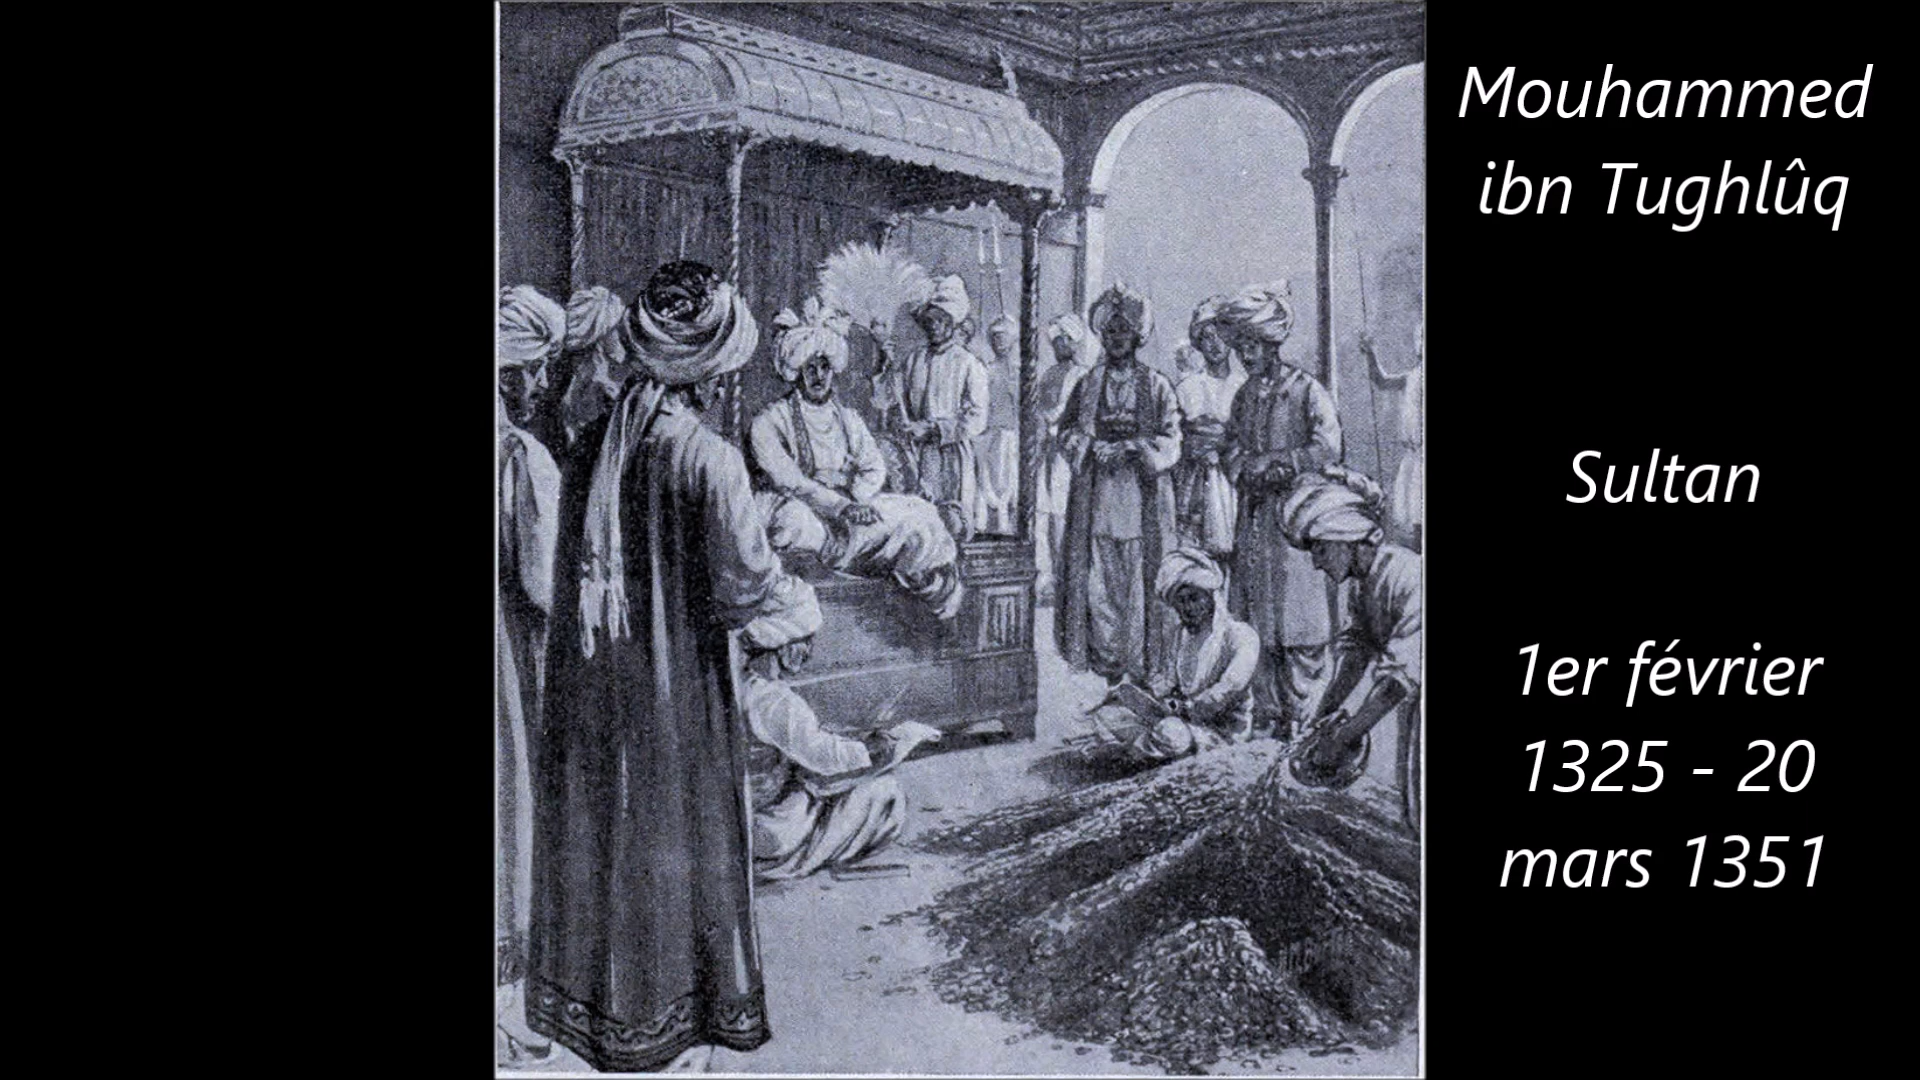 Mouhammed
ibn Tughlûq
Sultan
1er février
1325 - 20
mars 1351